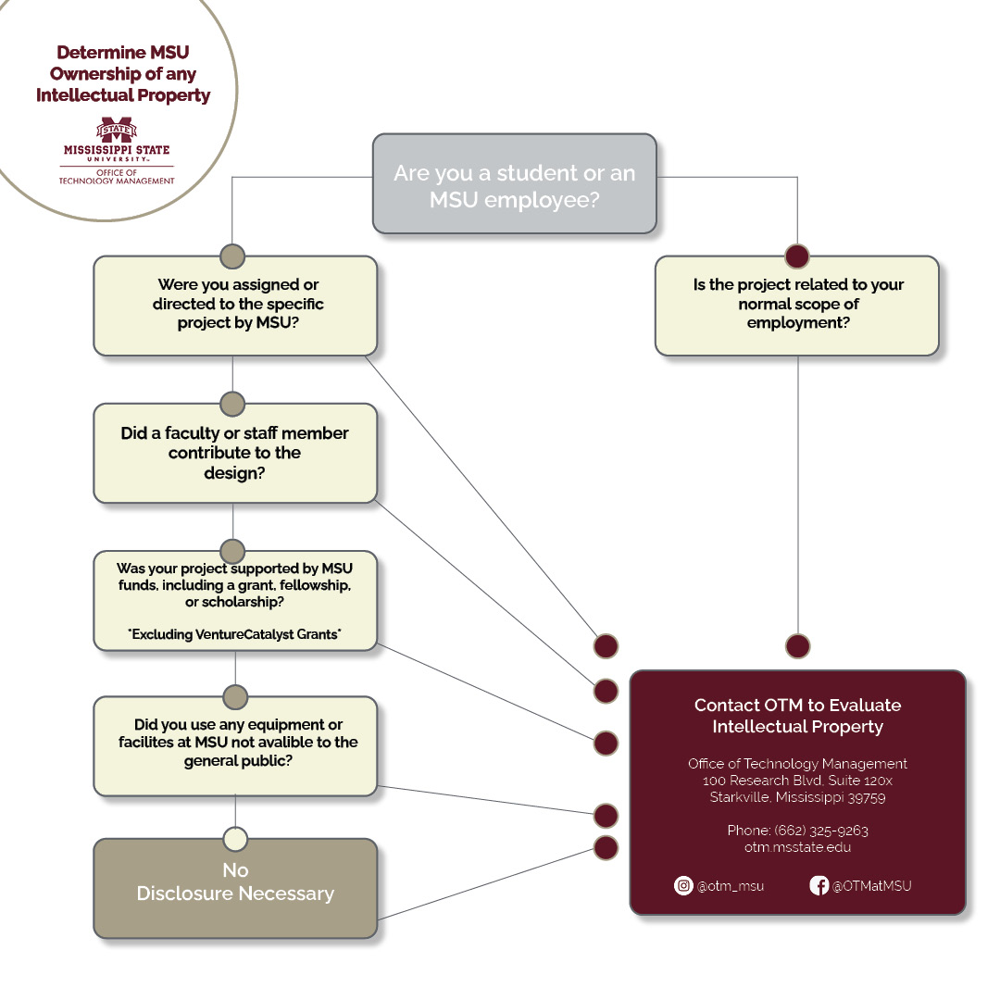 Determine MSU
Ownership of any
Intellectual Property
STATE
MISSISSIPPI STATE
UNIVERSITY™
OFFICE OF
TECHNOLOGY MANAGEMENT
Are you a student or an
MSU employee?
Were you assigned or
directed to the specific
project by MSU?
Is the project related to your
normal scope of
employment?
Did a faculty or staff member
contribute to the
design?
Was your project supported by MSU
funds, including a grant, fellowship,
or scholarship?
*Excluding VentureCatalyst Grants*
Did you use any equipment or
facilites at MSU not avalible to the
general public?
No
Disclosure Necessary
Contact OTM to Evaluate
Intellectual Property
Office of Technology Management
100 Research Blvd, Suite 120x
Starkville, Mississippi 39759
Phone: (662) 325-9263
otm.msstate.edu
@otm_msu
@OTMatMSU